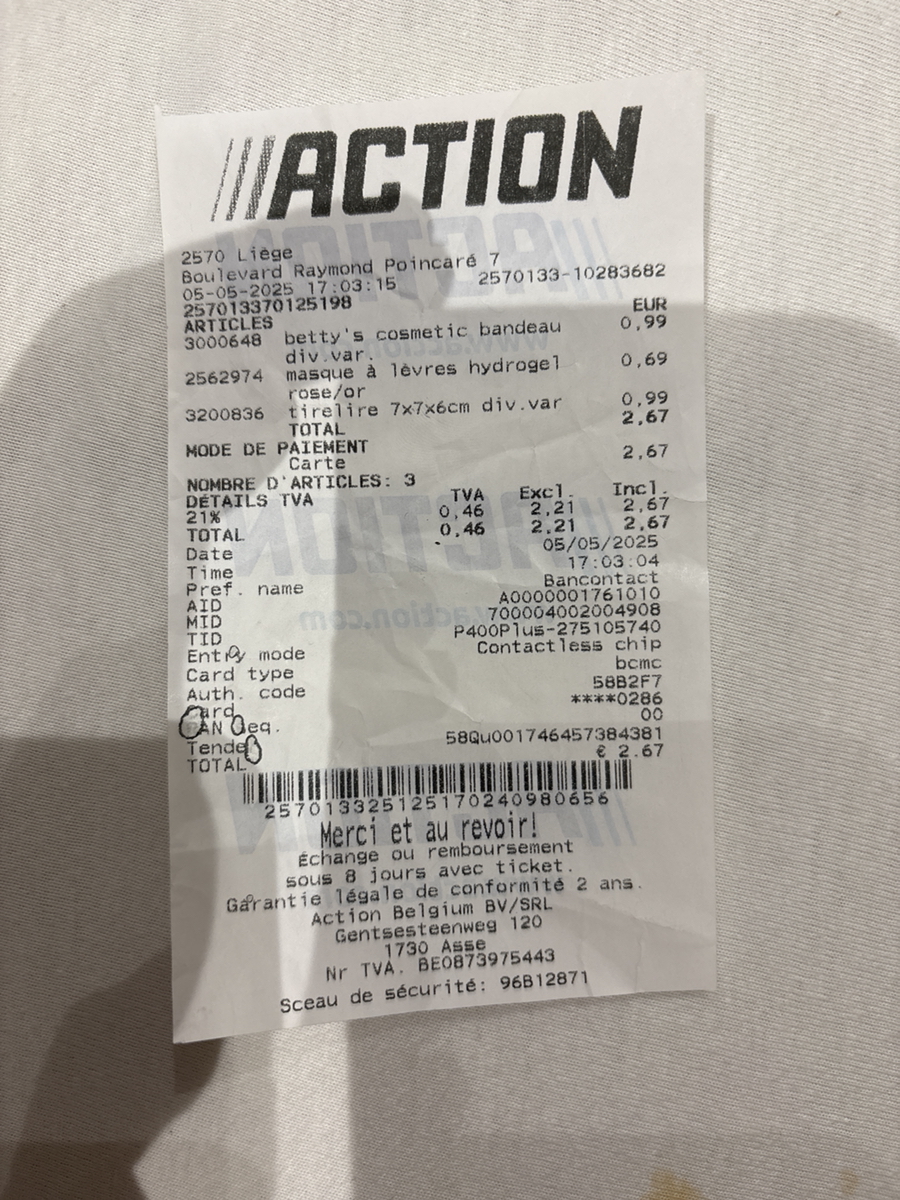 ///ACTION
2570 Liège
Boulevard Raymond Poincaré 7
05-05-2025 17:03:15 2570133-10283682
257013370125198
ARTICLES EUR
3000648 betty's cosmetic bandeau 0,99
div.var.
2562974 masque à lèvres hydrogel 0,69
rose/or
3200836 tirelire 7x7x6cm div.var 0,99
TOTAL 2,67
MODE DE PAIEMENT
Carte 2,67
NOMBRE D'ARTICLES: 3
DÉTAILS TVA TVA Excl. Incl.
21% 0,46 2,21 2,67
TOTAL 0,46 2,21 2,67
Date 05/05/2025
Time 17:03:04
Pref. name Bancontact
AID A0000001761010
MID 700004002004908
TID P400Plus-275105740
Entry mode Contactless chip
Card type bcmc
Auth. code 58B2F7
Card ****0286
PAN seq. 00
Tender 58Qu001746457384381
TOTAL € 2.67
257013325125170240980656
Merci et au revoir!
Échange ou remboursement
sous 8 jours avec ticket.
Garantie légale de conformité 2 ans.
Action Belgium BV/SRL
Gentsesteenweg 120
1730 Asse
Nr TVA. BE0873975443
Sceau de sécurité: 96B12871